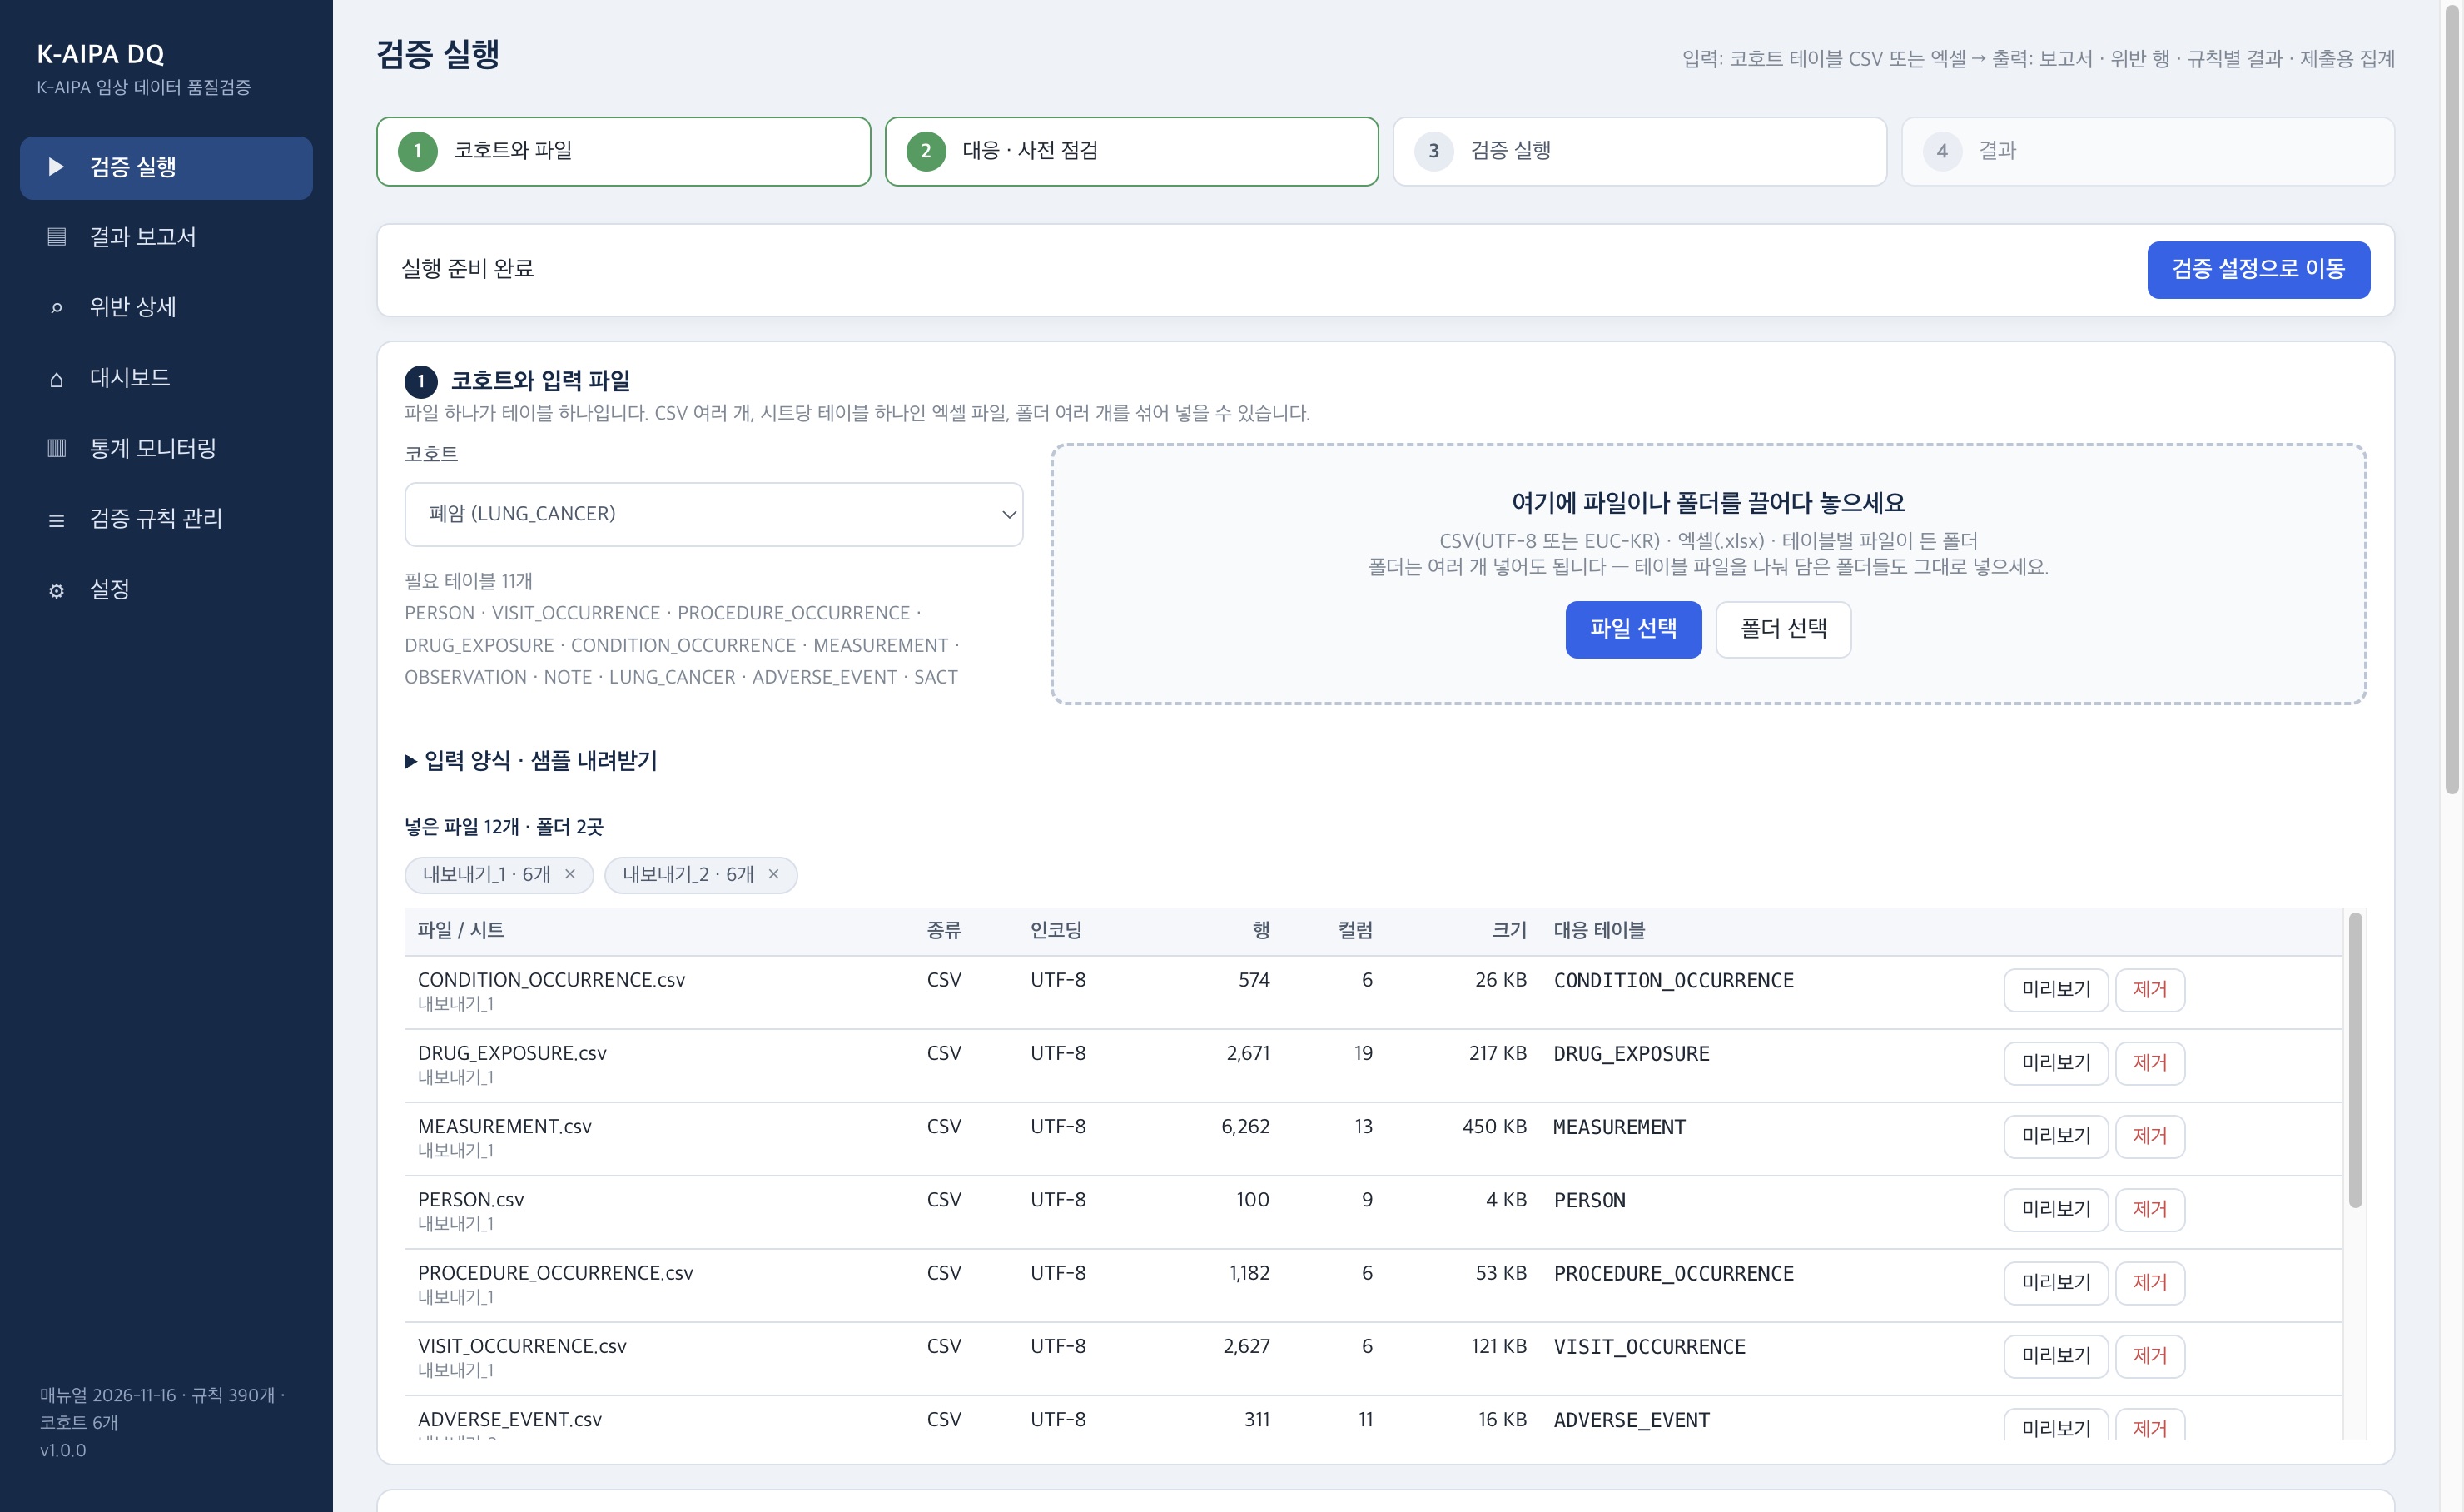 K-AIPA DQ
K-AIPA 임상 데이터 품질검증
검증 실행
결과 보고서
위반 상세
대시보드
통계 모니터링
검증 규칙 관리
설정
매뉴얼 2026-11-16 · 규칙 390개 ·
코호트 6개
v1.0.0
검증 실행
입력: 코호트 테이블 CSV 또는 엑셀 → 출력: 보고서 · 위반 행 · 규칙별 결과 · 제출용 집계
1 코호트와 파일
2 대응 · 사전 점검
3 검증 실행
4 결과
실행 준비 완료
검증 설정으로 이동
1 코호트와 입력 파일
파일 하나가 테이블 하나입니다. CSV 여러 개, 시트당 테이블 하나인 엑셀 파일, 폴더 여러 개를 섞어 넣을 수 있습니다.
코호트
폐암 (LUNG_CANCER)
필요 테이블 11개
PERSON · VISIT_OCCURRENCE · PROCEDURE_OCCURRENCE ·
DRUG_EXPOSURE · CONDITION_OCCURRENCE · MEASUREMENT ·
OBSERVATION · NOTE · LUNG_CANCER · ADVERSE_EVENT · SACT
여기에 파일이나 폴더를 끌어다 놓으세요
CSV(UTF-8 또는 EUC-KR) · 엑셀(.xlsx) · 테이블별 파일이 든 폴더
폴더는 여러 개 넣어도 됩니다 — 테이블 파일을 나눠 담은 폴더들도 그대로 넣으세요.
파일 선택 폴더 선택
▶ 입력 양식 · 샘플 내려받기
넣은 파일 12개 · 폴더 2곳
내보내기_1 · 6개 × 내보내기_2 · 6개 ×
파일 / 시트 종류 인코딩 행 컬럼 크기 대응 테이블
CONDITION_OCCURRENCE.csv CSV UTF-8 574 6 26 KB CONDITION_OCCURRENCE 미리보기 제거
내보내기_1
DRUG_EXPOSURE.csv CSV UTF-8 2,671 19 217 KB DRUG_EXPOSURE 미리보기 제거
내보내기_1
MEASUREMENT.csv CSV UTF-8 6,262 13 450 KB MEASUREMENT 미리보기 제거
내보내기_1
PERSON.csv CSV UTF-8 100 9 4 KB PERSON 미리보기 제거
내보내기_1
PROCEDURE_OCCURRENCE.csv CSV UTF-8 1,182 6 53 KB PROCEDURE_OCCURRENCE 미리보기 제거
내보내기_1
VISIT_OCCURRENCE.csv CSV UTF-8 2,627 6 121 KB VISIT_OCCURRENCE 미리보기 제거
내보내기_1
ADVERSE_EVENT.csv CSV UTF-8 311 11 16 KB ADVERSE_EVENT 미리보기 제거